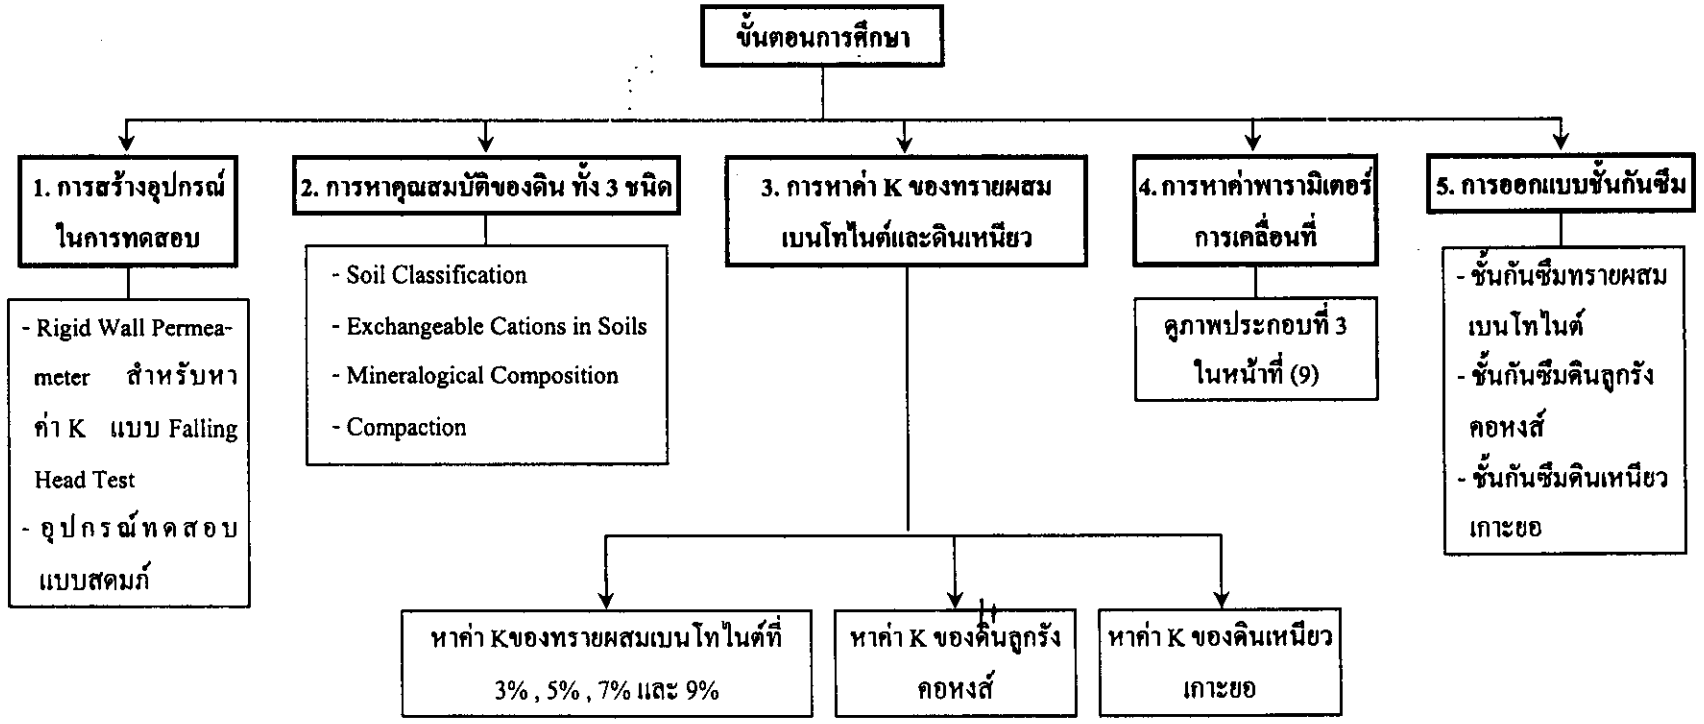 ขั้นตอนการศึกษา
1. การสร้างอุปกรณ์
ในการทดสอบ
- Rigid Wall Permea-
meter สำหรับหา
ค่า K แบบ Falling
Head Test
- อุปกรณ์ทดสอบ
แบบสดมภ์
2. การหาคุณสมบัติของดิน ทั้ง 3 ชนิด
- Soil Classification
- Exchangeable Cations in Soils
- Mineralogical Composition
- Compaction
3. การหาค่า K ของทรายผสม
เบนโทไนต์และดินเหนียว
หาค่า Kของทรายผสมเบนโทไนต์ที่
3% , 5% , 7% และ 9%
หาค่า K ของดินลูกรัง
คอหงส์
หาค่า K ของดินเหนียว
เกาะยอ
4. การหาค่าพารามิเตอร์
การเคลื่อนที่
ดูภาพประกอบที่ 3
ในหน้าที่ (9)
5. การออกแบบชั้นกันซึม
- ชั้นกันซึมทรายผสม
เบนโทไนต์
- ชั้นกันซึมดินลูกรัง
คอหงส์
- ชั้นกันซึมดินเหนียว
เกาะยอ